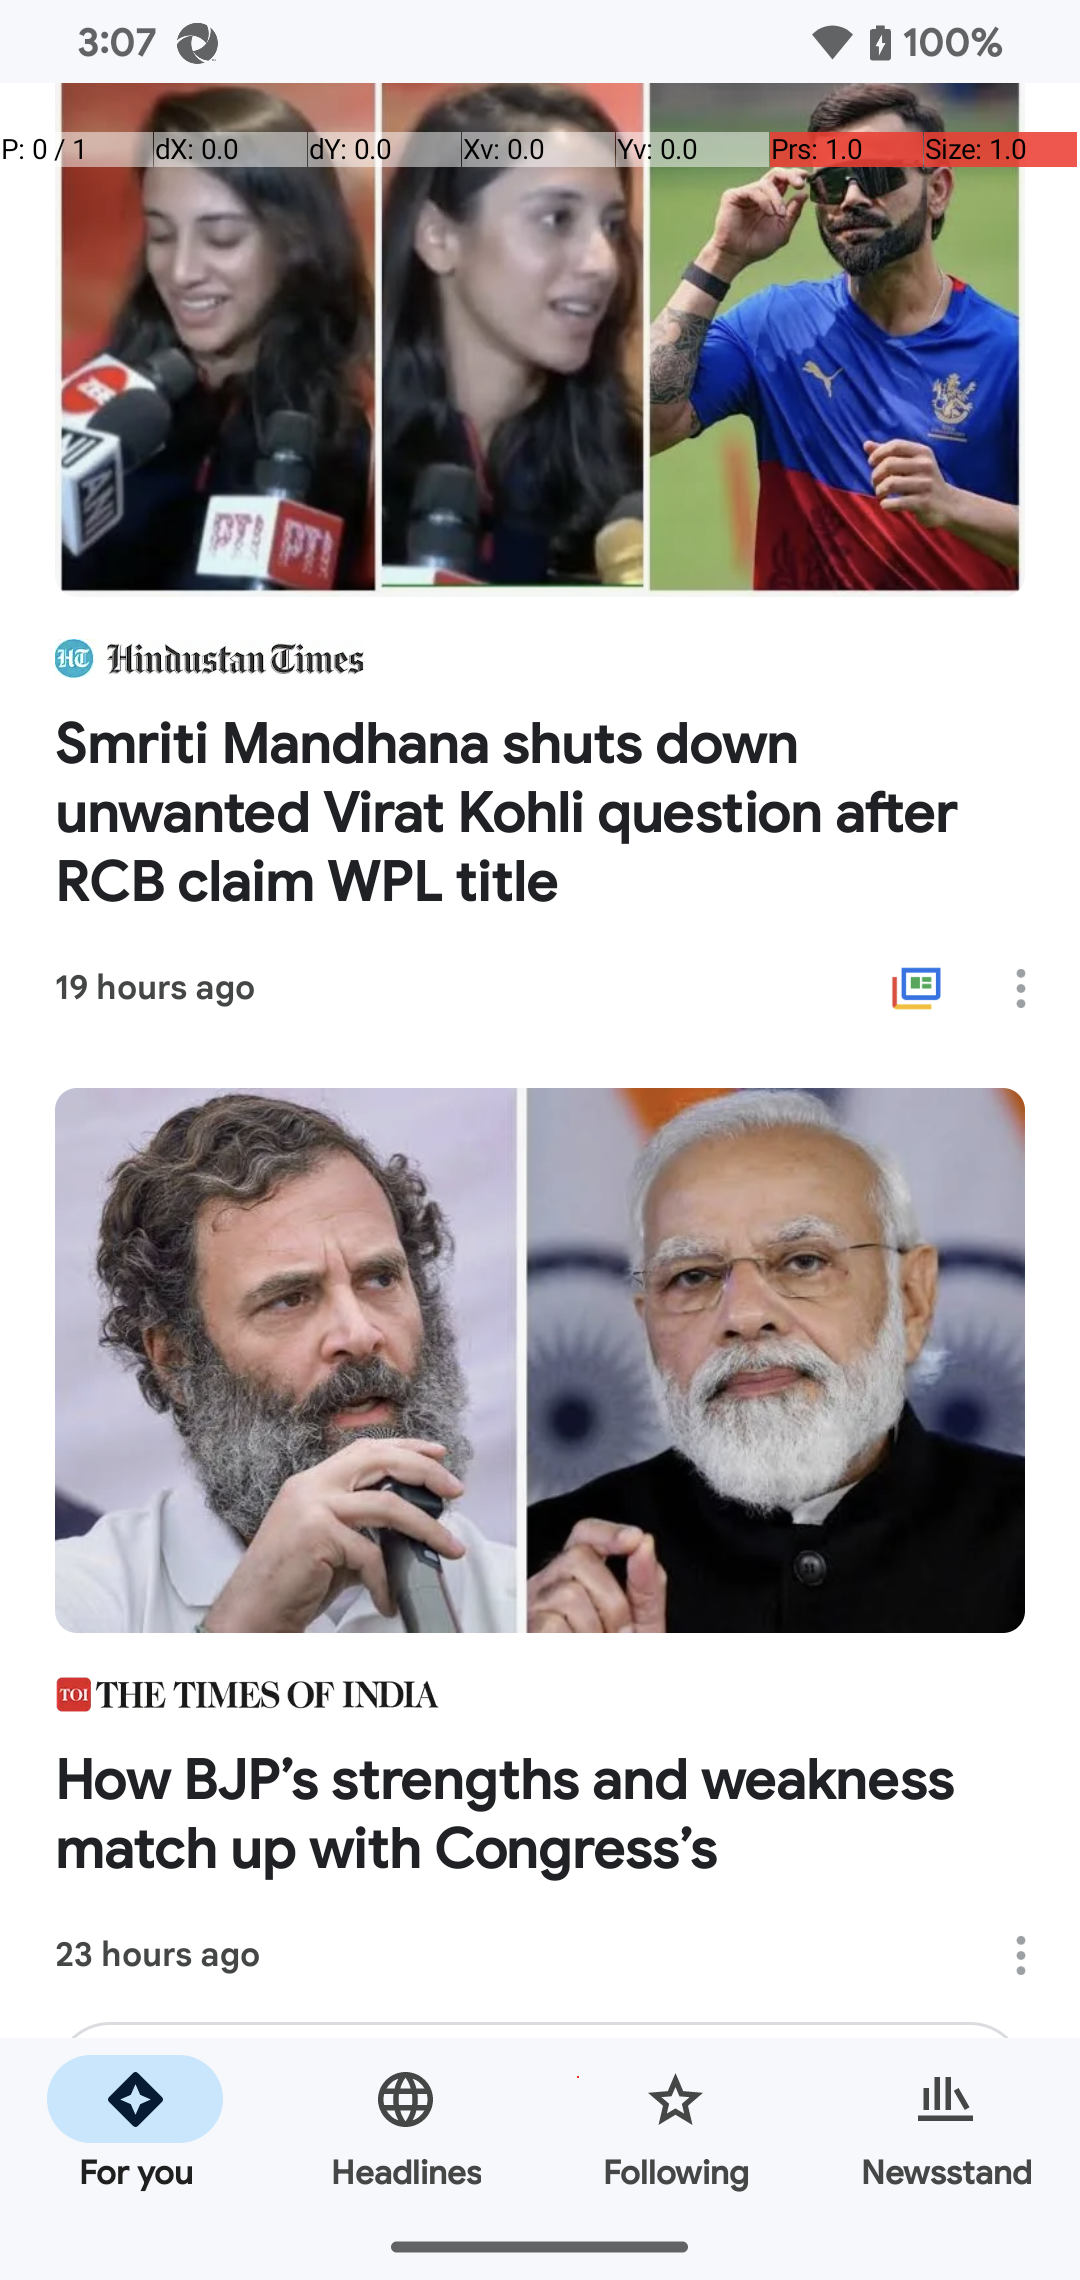 3:07
100%
P: 0 / 1
dX: 0.0
dY: 0.0
Xv: 0.0
Yv: 0.0
Prs: 1.0
Size: 1.0
ANI
PTI
PTI
HT Hindustan Times
Smriti Mandhana shuts down
unwanted Virat Kohli question after
RCB claim WPL title
19 hours ago
TOI THE TIMES OF INDIA
How BJP’s strengths and weakness
match up with Congress’s
23 hours ago
For you
Headlines
Following
Newsstand